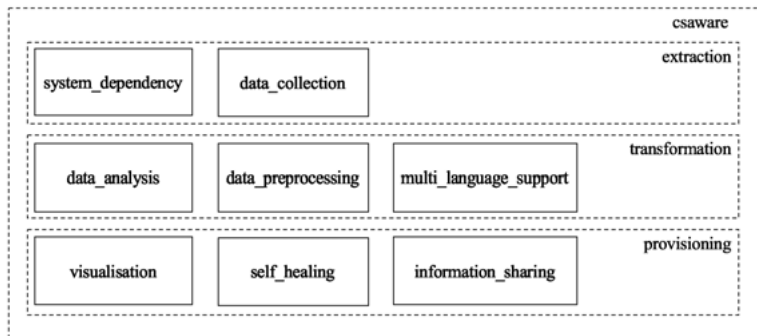 csaware
extraction
system_dependency
data_collection
transformation
data_analysis
data_preprocessing
multi_language_support
provisioning
visualisation
self_healing
information_sharing